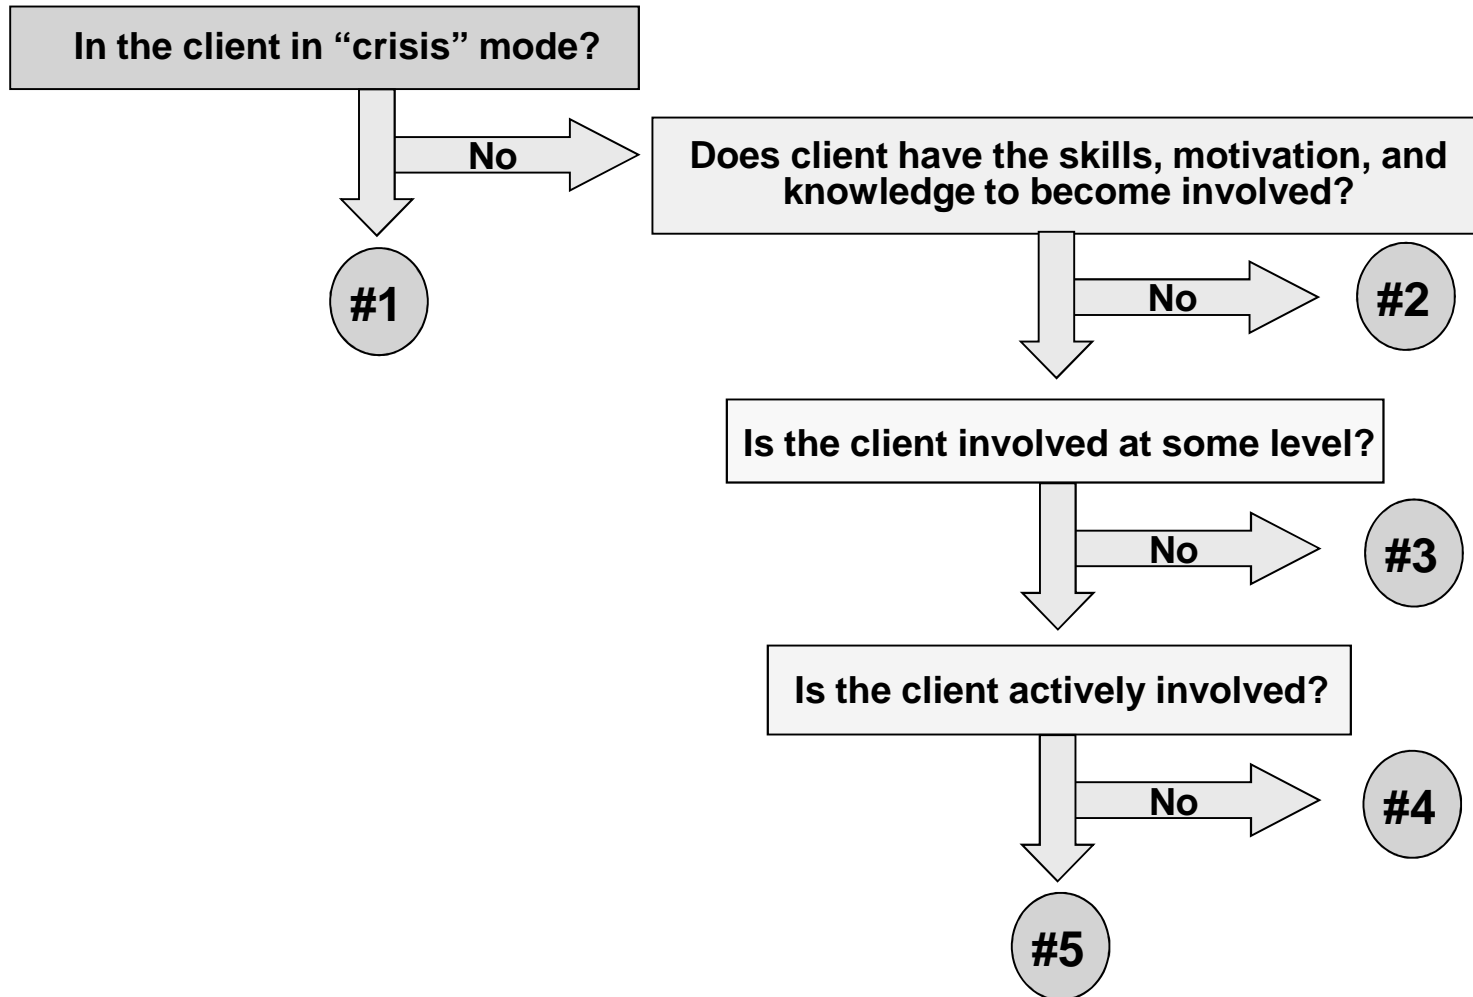 In the client in “crisis” mode?
No
Does client have the skills, motivation, and
knowledge to become involved?
#1
No
#2
Is the client involved at some level?
No
#3
Is the client actively involved?
No
#4
#5